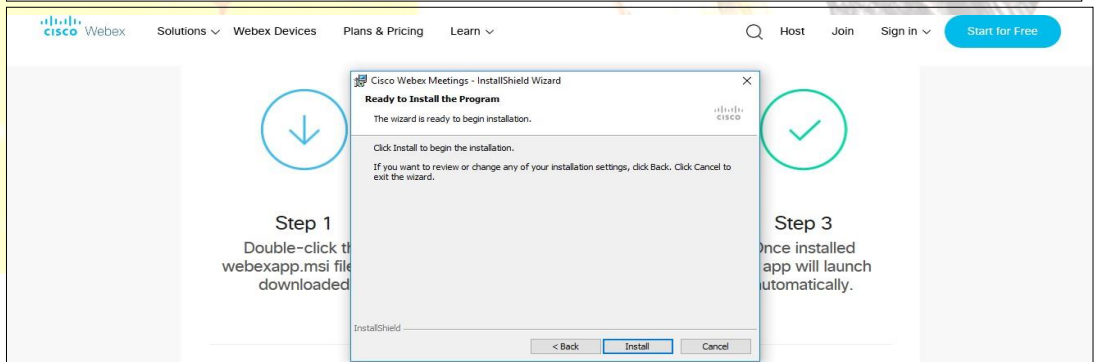 CISCO Webex Solutions Webex Devices Plans & Pricing Learn Host Join Sign in Start for Free
Cisco Webex Meetings - InstallShield Wizard
Ready to Install the Program
The wizard is ready to begin installation.
CISCO
Click Install to begin the installation.
If you want to review or change any of your installation settings, click Back. Click Cancel to
exit the wizard.
InstallShield
< Back Install Cancel
Step 1
Double-click
webexapp.msi
downloaded
Step 3
installed
app will launch
automatically.